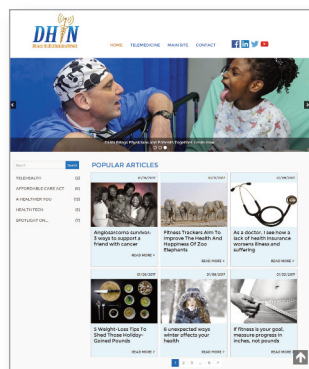 DHTN
HOME TELEMEDICINE MAIN SITE CONTACT
Search Search
TELEHEALTH
AFFORDABLE CARE ACT
A HEALTHIER YOU
HEALTH TECH
SPOTLIGHT ON...
POPULAR ARTICLES
Angiosarcoma survivor:
3 ways to support a
friend with cancer
READ MORE >
Fitness Trackers Aim To
Improve The Health And
Happiness Of Zoo
Elephants
READ MORE >
As a doctor, I see how a
lack of health insurance
worsens illness and
suffering
READ MORE >
5 Weight-Loss Tips To
Shed Those Holiday-
Gained Pounds
READ MORE >
6 unexpected ways
winter affects your
health
READ MORE >
If fitness is your goal,
measure progress in
inches, not pounds
READ MORE >
1 2 3 ... 6 >